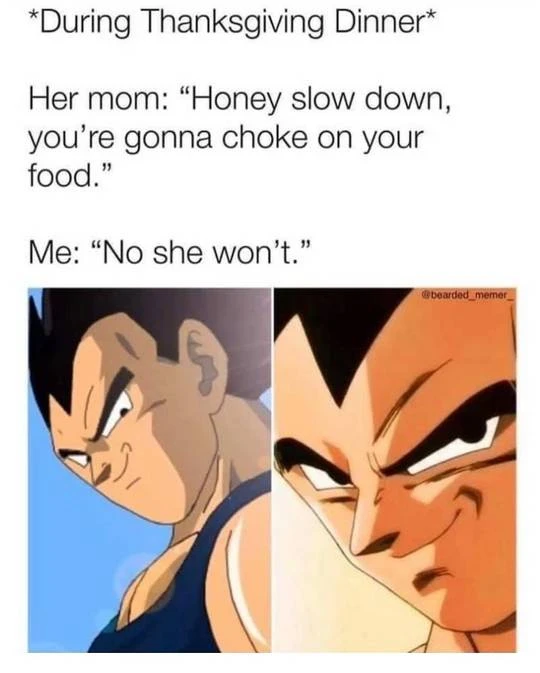 *During Thanksgiving Dinner*
Her mom: “Honey slow down,
you’re gonna choke on your
food.”
Me: “No she won’t.”
@bearded_memer_